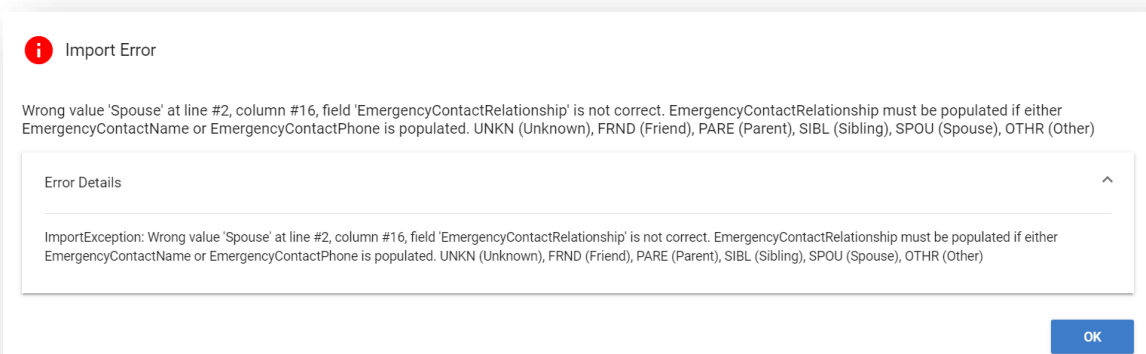 Import Error
Wrong value 'Spouse' at line #2, column #16, field 'EmergencyContactRelationship' is not correct. EmergencyContactRelationship must be populated if either
EmergencyContactName or EmergencyContactPhone is populated. UNKN (Unknown), FRND (Friend), PARE (Parent), SIBL (Sibling), SPOU (Spouse), OTHR (Other)
Error Details
ImportException: Wrong value 'Spouse' at line #2, column #16, field 'EmergencyContactRelationship' is not correct. EmergencyContactRelationship must be populated if either
EmergencyContactName or EmergencyContactPhone is populated. UNKN (Unknown), FRND (Friend), PARE (Parent), SIBL (Sibling), SPOU (Spouse), OTHR (Other)
OK